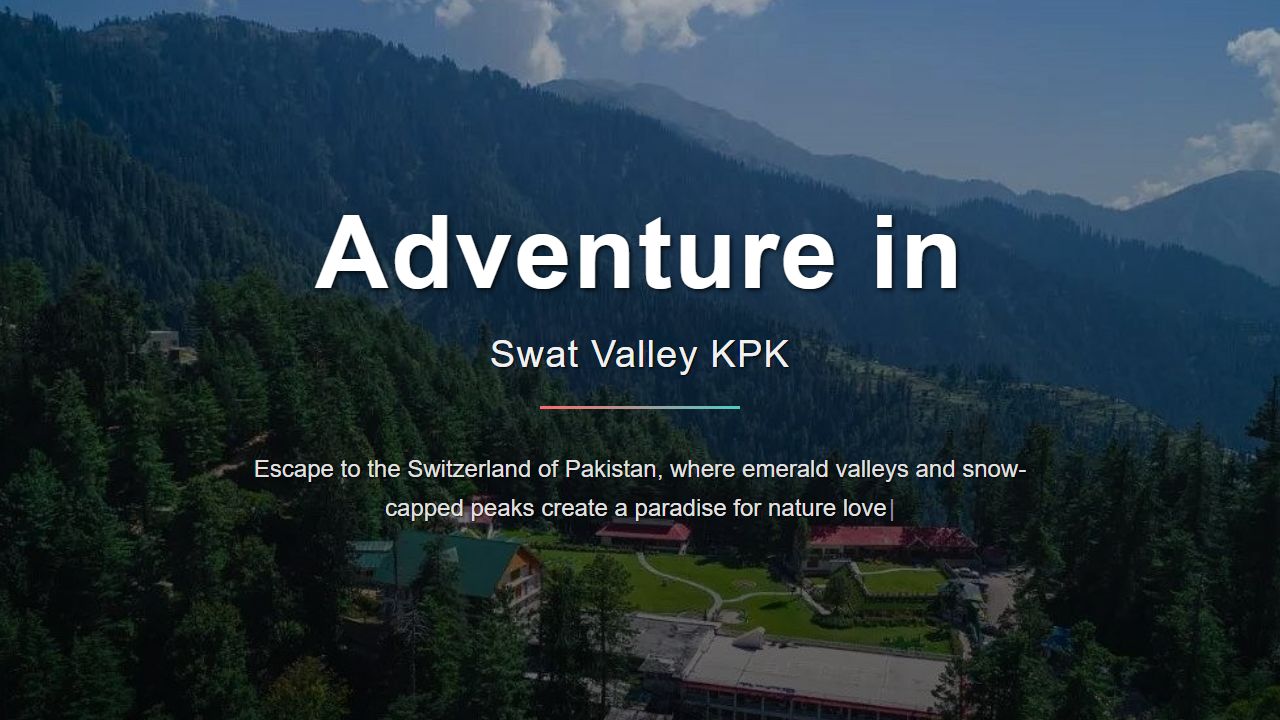 Adventure in
Swat Valley KPK
Escape to the Switzerland of Pakistan, where emerald valleys and snow-
capped peaks create a paradise for nature love|